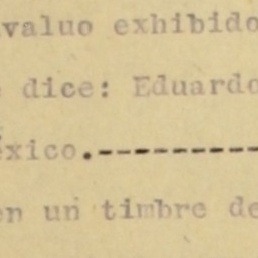 valuo exhibido
dice: Eduardo
éxico.----------
en un timbre de